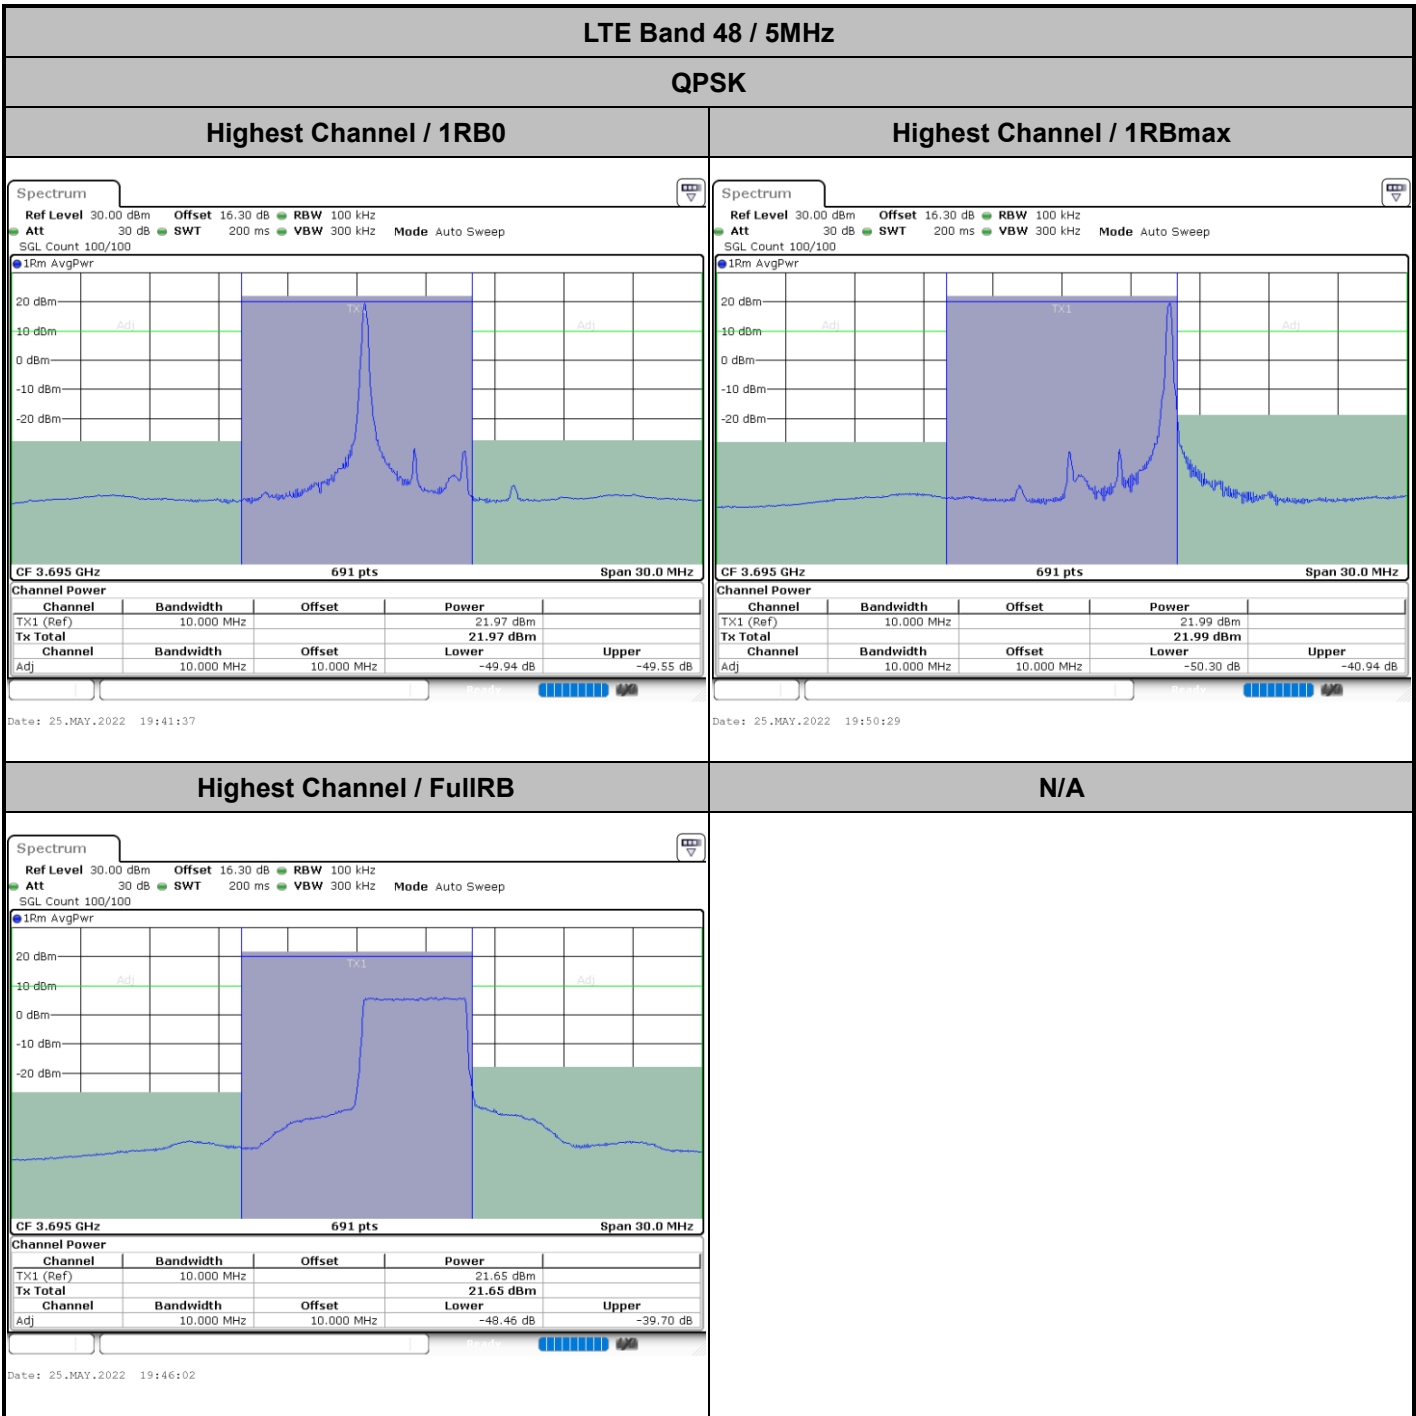 LTE Band 48 / 5MHz
QPSK
Highest Channel / 1RB0
Highest Channel / 1RBmax
Spectrum
Ref Level 30.00 dBm Offset 16.30 dB RBW 100 kHz
Att 30 dB SWT 200 ms VBW 300 kHz Mode Auto Sweep
SGL Count 100/100
1Rm AvgPwr
TX1
20 dBm
Adj Adj
10 dBm
0 dBm
-10 dBm
-20 dBm
CF 3.695 GHz 691 pts Span 30.0 MHz
Channel Power
Channel Bandwidth Offset Power
TX1 (Ref) 10.000 MHz 21.97 dBm
Tx Total 21.97 dBm
Channel Bandwidth Offset Lower Upper
Adj 10.000 MHz 10.000 MHz -49.94 dB -49.55 dB
Ready
Date: 25.MAY.2022 19:41:37
Spectrum
Ref Level 30.00 dBm Offset 16.30 dB RBW 100 kHz
Att 30 dB SWT 200 ms VBW 300 kHz Mode Auto Sweep
SGL Count 100/100
1Rm AvgPwr
20 dBm
TX1
Adj Adj
10 dBm
0 dBm
-10 dBm
-20 dBm
CF 3.695 GHz 691 pts Span 30.0 MHz
Channel Power
Channel Bandwidth Offset Power
TX1 (Ref) 10.000 MHz 21.99 dBm
Tx Total 21.99 dBm
Channel Bandwidth Offset Lower Upper
Adj 10.000 MHz 10.000 MHz -50.30 dB -40.94 dB
Ready
Date: 25.MAY.2022 19:50:29
Highest Channel / FullRB
N/A
Spectrum
Ref Level 30.00 dBm Offset 16.30 dB RBW 100 kHz
Att 30 dB SWT 200 ms VBW 300 kHz Mode Auto Sweep
SGL Count 100/100
1Rm AvgPwr
20 dBm
TX1
Adj Adj
10 dBm
0 dBm
-10 dBm
-20 dBm
CF 3.695 GHz 691 pts Span 30.0 MHz
Channel Power
Channel Bandwidth Offset Power
TX1 (Ref) 10.000 MHz 21.65 dBm
Tx Total 21.65 dBm
Channel Bandwidth Offset Lower Upper
Adj 10.000 MHz 10.000 MHz -48.46 dB -39.70 dB
Ready
Date: 25.MAY.2022 19:46:02